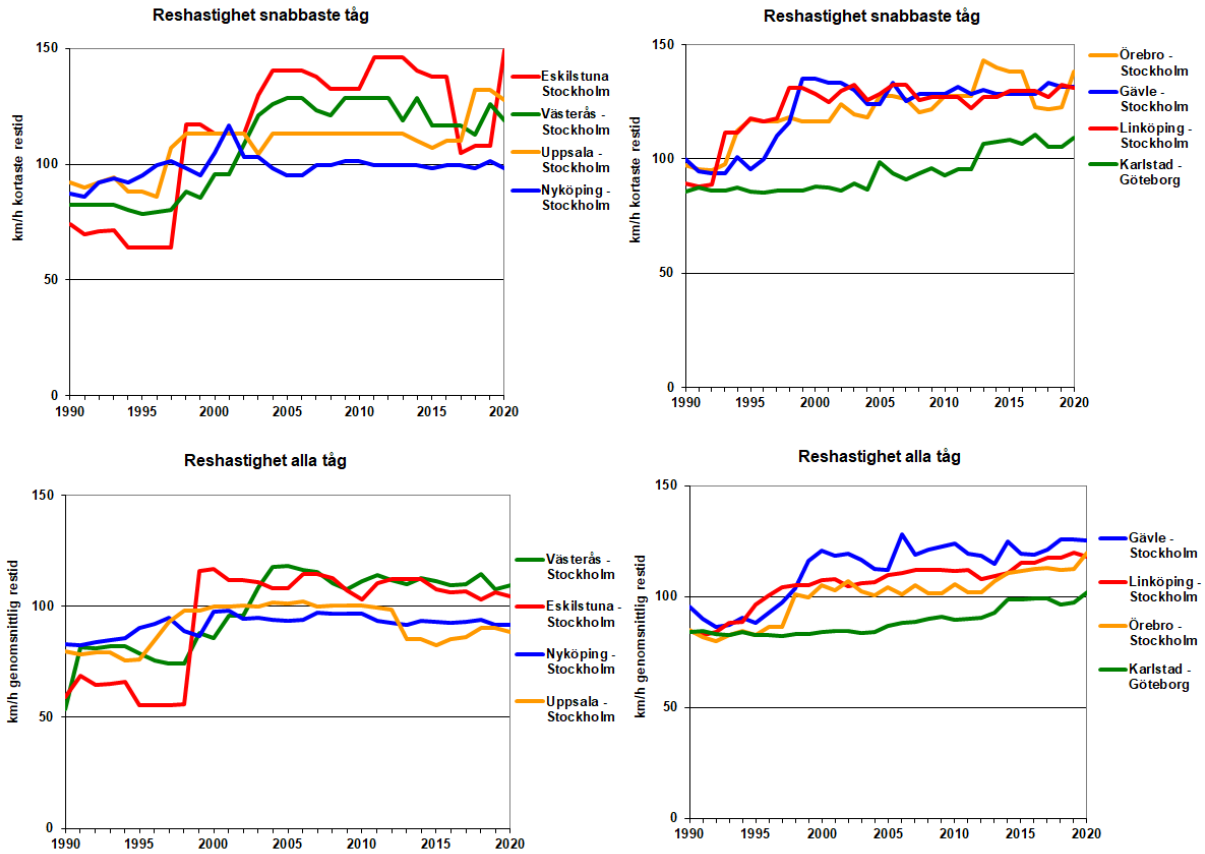 Reshastighet snabbaste tåg
km/h kortaste restid
150
100
50
0
1990
1995
2000
2005
2010
2015
2020
Eskilstuna
Stockholm
Västerås -
Stockholm
Uppsala -
Stockholm
Nyköping -
Stockholm
Reshastighet snabbaste tåg
km/h kortaste restid
150
100
50
0
1990
1995
2000
2005
2010
2015
2020
Örebro -
Stockholm
Gävle -
Stockholm
Linköping -
Stockholm
Karlstad -
Göteborg
Reshastighet alla tåg
km/h genomsnittlig restid
150
100
50
0
1990
1995
2000
2005
2010
2015
2020
Västerås -
Stockholm
Eskilstuna -
Stockholm
Nyköping -
Stockholm
Uppsala -
Stockholm
Reshastighet alla tåg
km/h genomsnittlig restid
150
100
50
0
1990
1995
2000
2005
2010
2015
2020
Gävle -
Stockholm
Linköping -
Stockholm
Örebro -
Stockholm
Karlstad -
Göteborg